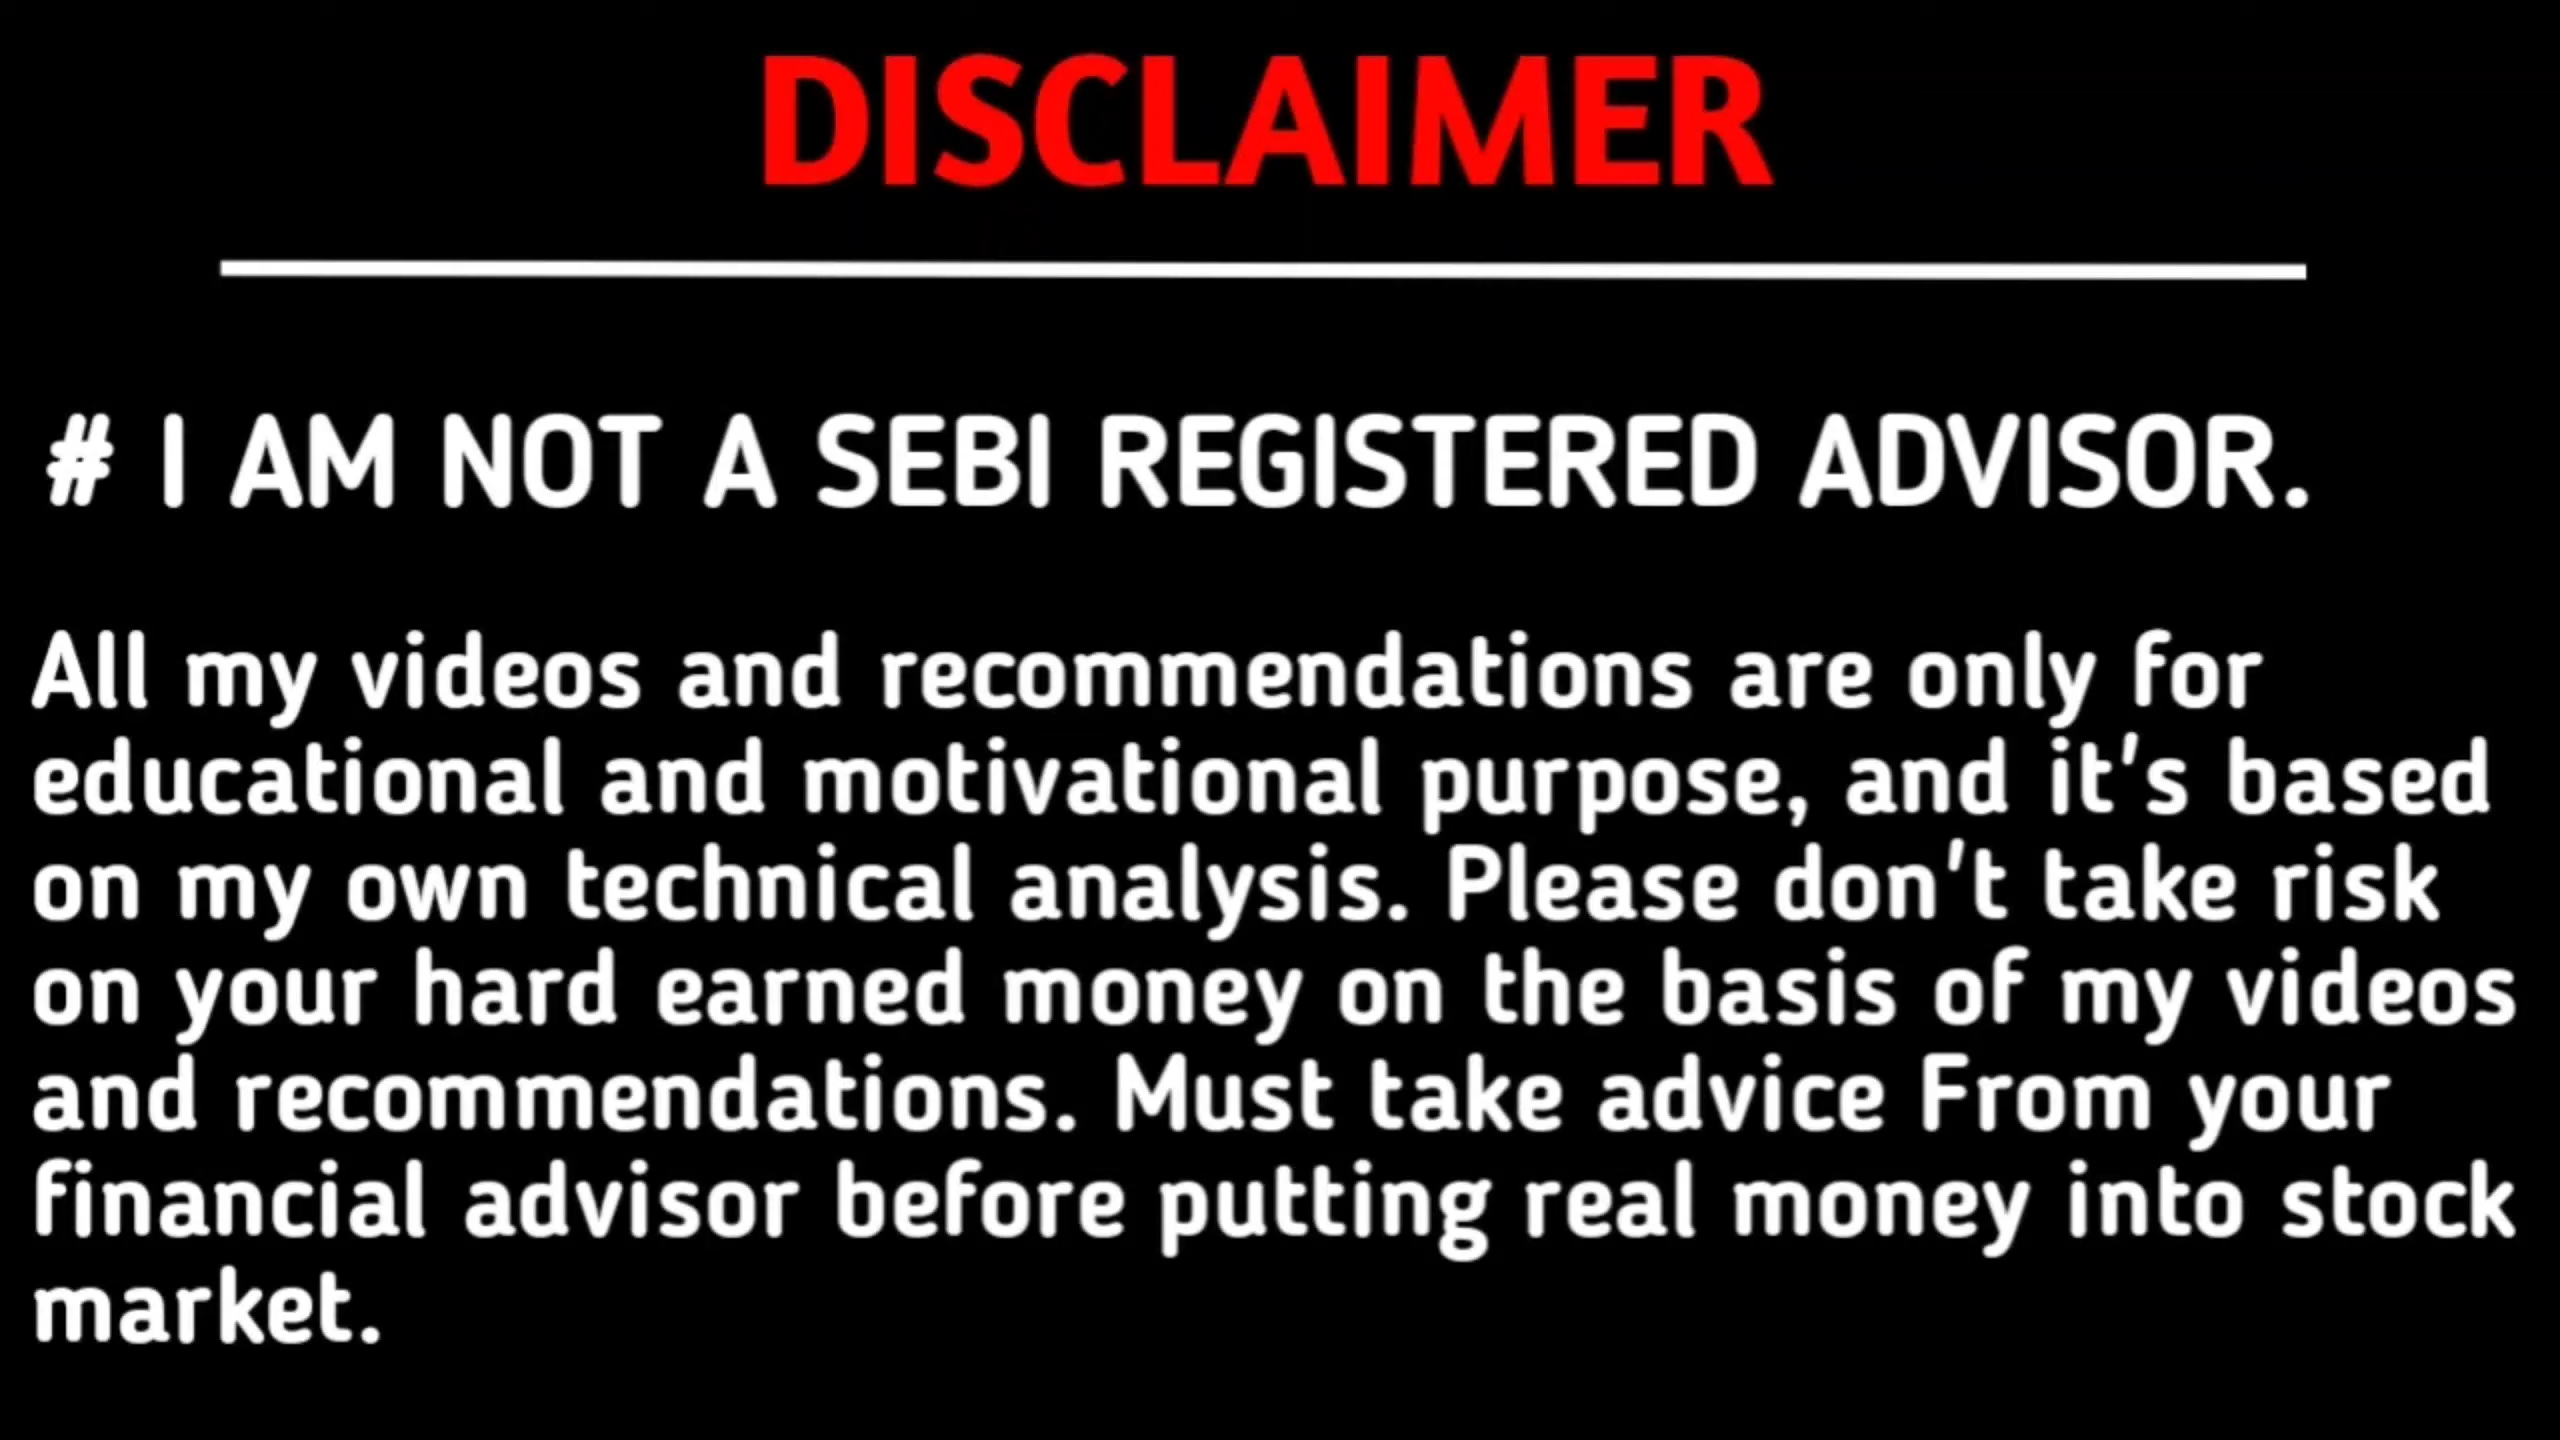 DISCLAIMER
# I AM NOT A SEBI REGISTERED ADVISOR.
All my videos and recommendations are only for
educational and motivational purpose, and it's based
on my own technical analysis. Please don't take risk
on your hard earned money on the basis of my videos
and recommendations. Must take advice From your
financial advisor before putting real money into stock
market.